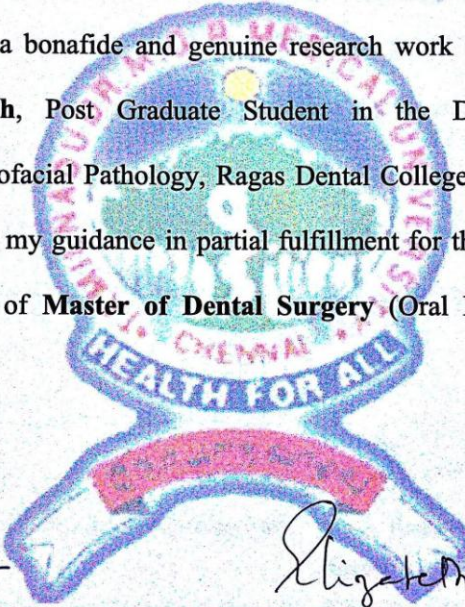 a bonafide and genuine research work
h, Post Graduate Student in the D
ofacial Pathology, Ragas Dental College
my guidance in partial fulfillment for th
of Master of Dental Surgery (Oral
CHENNAI
HEALTH FOR ALL